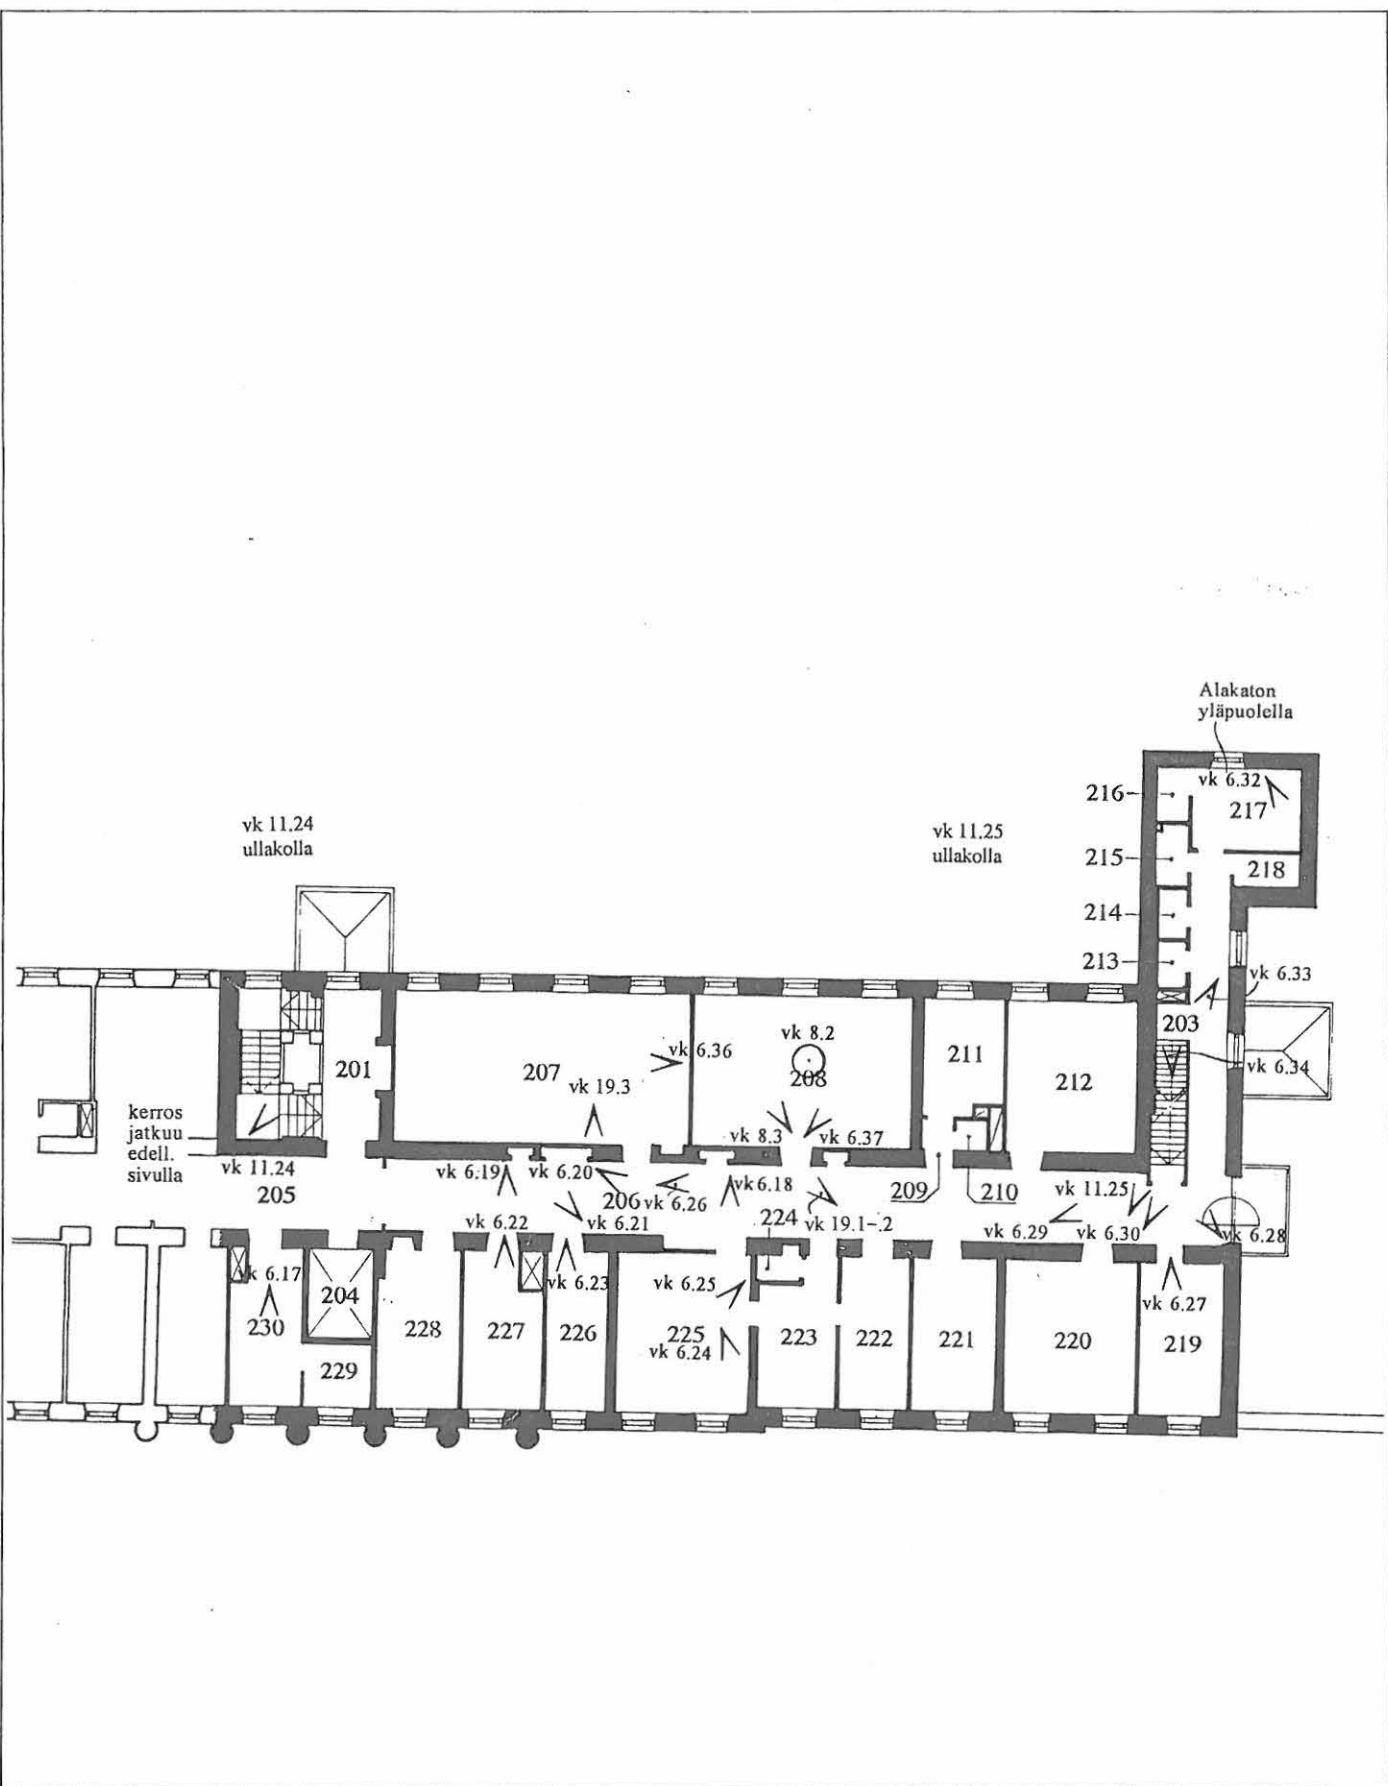 Alakaton
yläpuolella
vk 6.32
216
217
vk 11.24
ullakolla
vk 11.25
ullakolla
215
218
214
213
vk 6.33
203
vk 8.2
vk 6.36
211
201
207
208
212
vk 6.34
vk 19.3
kerros
jatkuu
edell.
sivulla
vk 8.3
vk 6.37
vk 11.24
vk 6.19
vk 6.20
vk 6.18
205
206
vk 6.26
209
210
vk 11.25
vk 6.22
vk 6.21
224
vk 19.1-.2
vk 6.29
vk 6.30
vk 6.28
vk 6.17
vk 6.23
vk 6.25
204
vk 6.27
230
228
227
226
225
223
222
221
220
219
vk 6.24
229